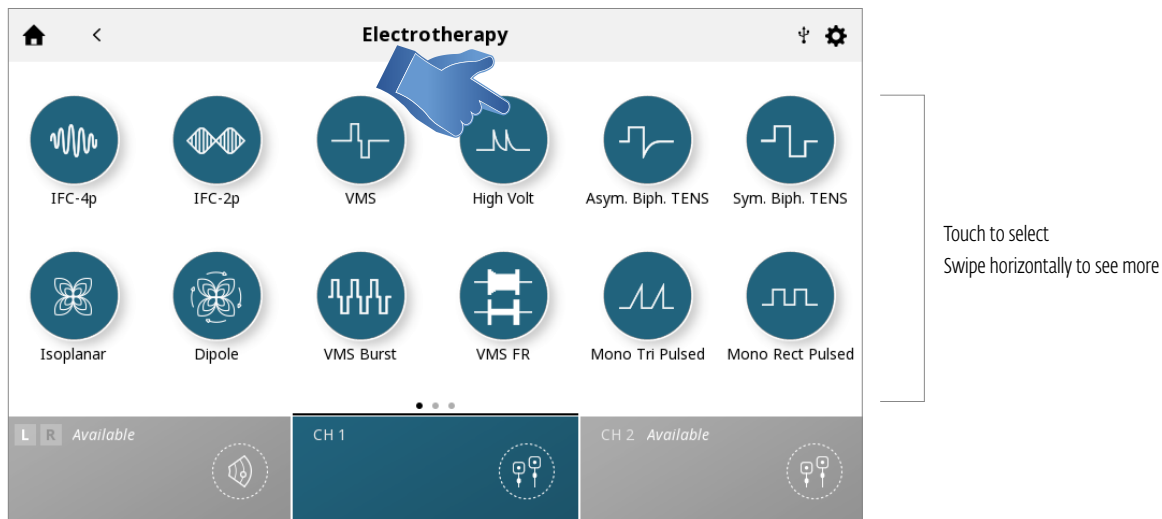 Electrotherapy
IFC-4p
IFC-2p
VMS
High Volt
Asym. Biph. TENS
Sym. Biph. TENS
Touch to select
Swipe horizontally to see more
Isoplanar
Dipole
VMS Burst
VMS FR
Mono Tri Pulsed
Mono Rect Pulsed
L R Available
CH 1
CH 2 Available